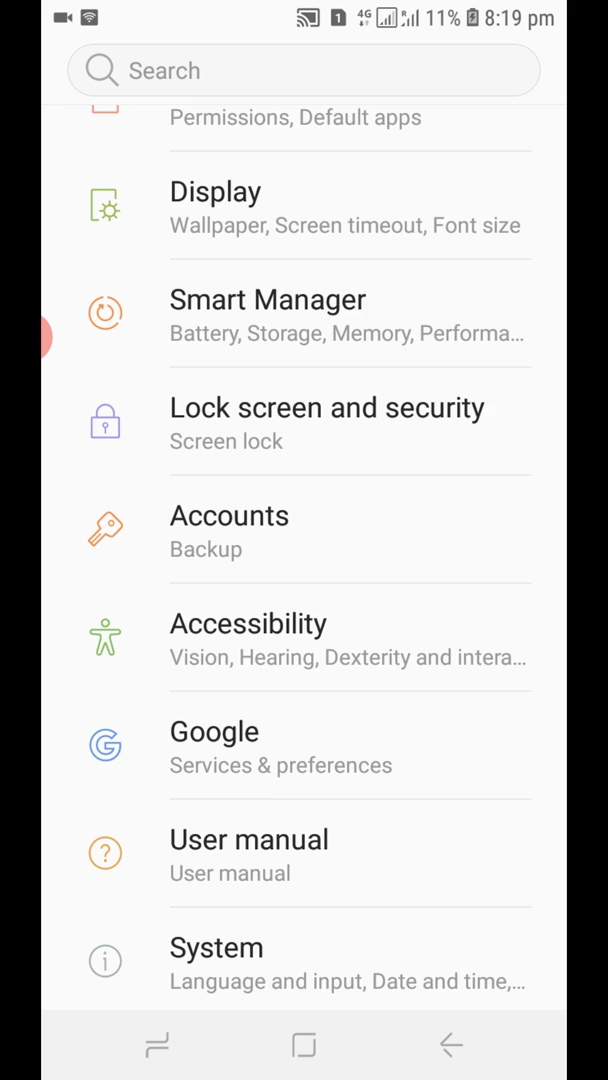 1 4G R 11% 8:19 pm
Search
Permissions, Default apps
Display
Wallpaper, Screen timeout, Font size
Smart Manager
Battery, Storage, Memory, Performa...
Lock screen and security
Screen lock
Accounts
Backup
Accessibility
Vision, Hearing, Dexterity and intera...
Google
Services & preferences
User manual
User manual
System
Language and input, Date and time,...